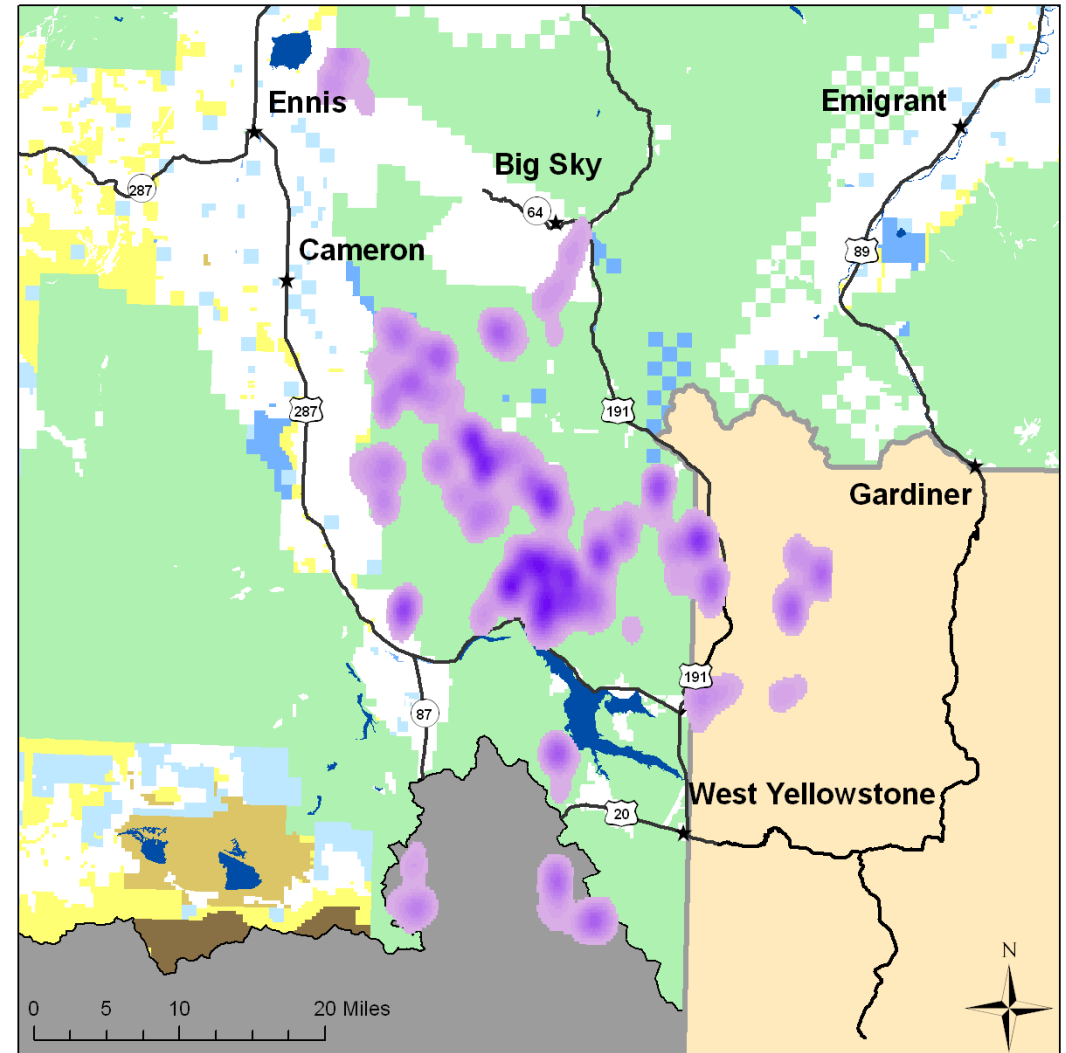 Ennis
Emigrant
Big Sky
287
64
Cameron
89
287
191
Gardiner
191
87
West Yellowstone
20
N
0 5 10 20 Miles